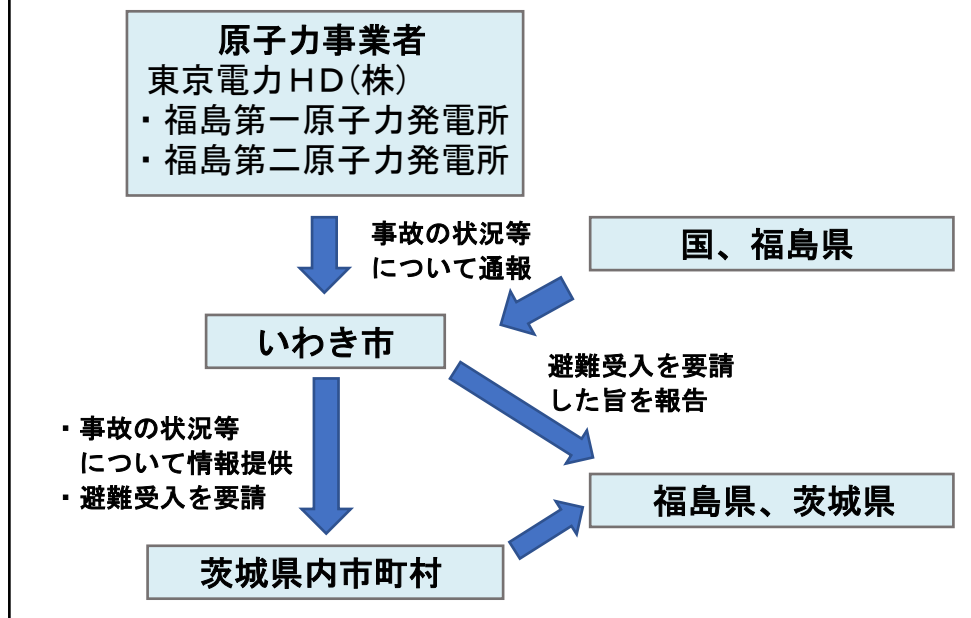 原子力事業者
東京電力ＨＤ(株)
・福島第一原子力発電所
・福島第二原子力発電所
事故の状況等
について通報
国、福島県
いわき市
避難受入を要請
した旨を報告
・事故の状況等
について情報提供
・避難受入を要請
福島県、茨城県
茨城県内市町村